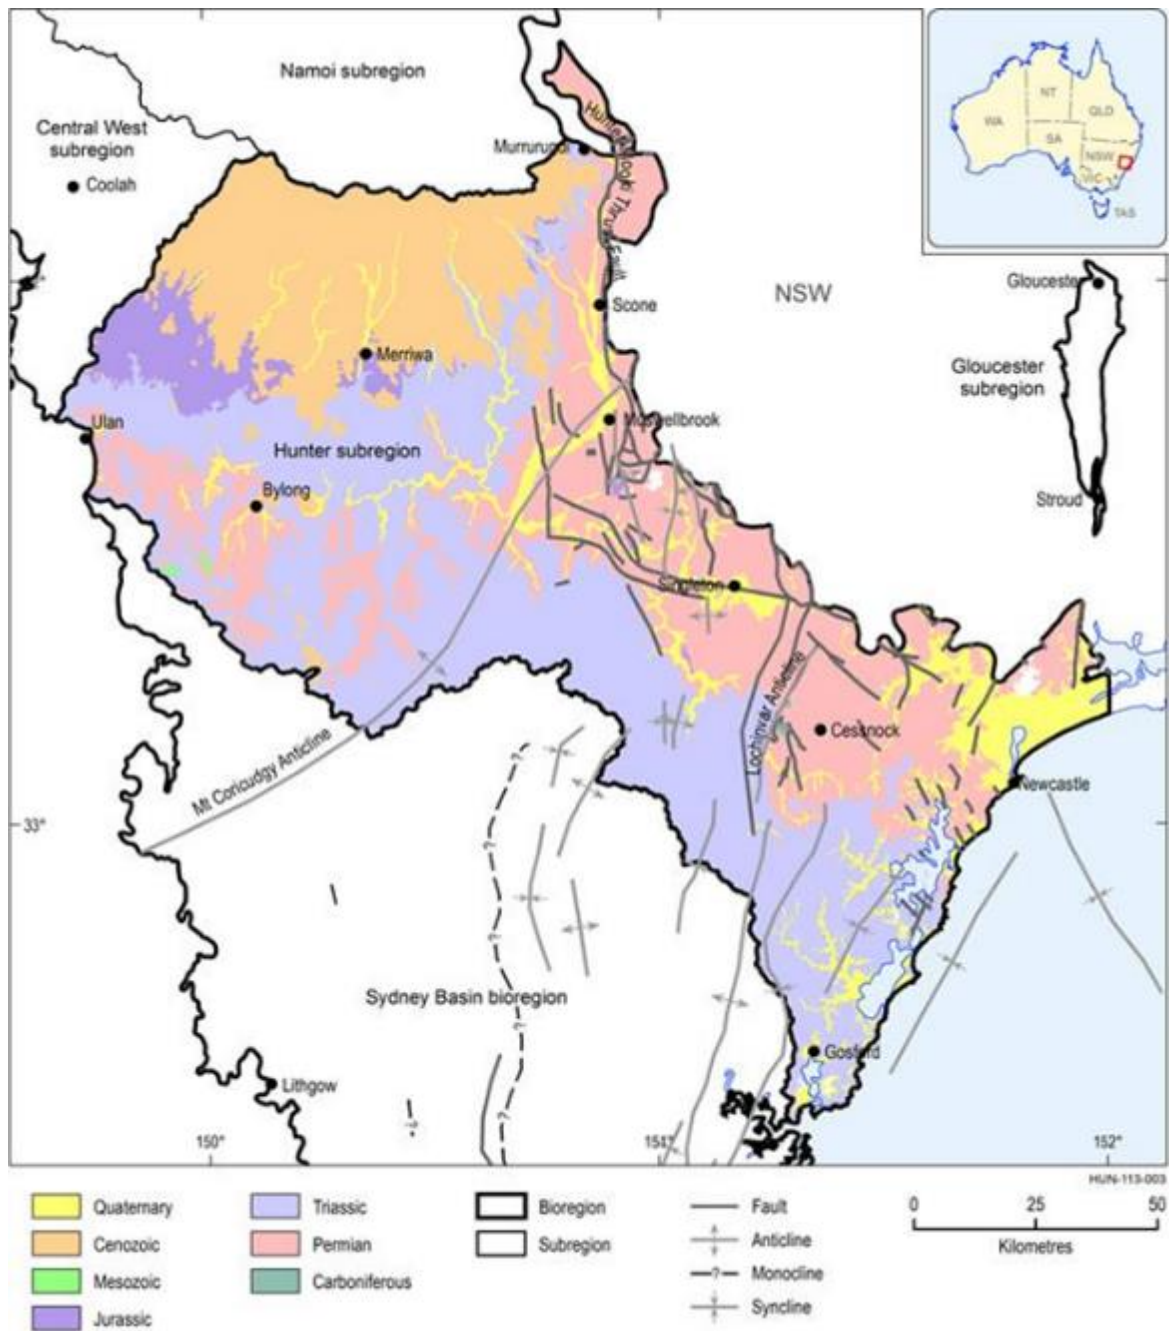 Namoi subregion
Central West
subregion
Coolah
Murrurundi
Hunter-Mooki Thrust Fault
WA
NT
QLD
SA
NSW
VIC
TAS
NSW
Scone
Gloucester
Merriwa
Gloucester
subregion
Ulan
Muswellbrook
Hunter subregion
Bylong
Stroud
Singleton
Lochinvar Anticline
Cessnock
Mt Coricudgy Anticline
Newcastle
33°
?
?
?
?
?
?
Sydney Basin bioregion
Gosford
Lithgow
?
150°
151°
152°
HUN-113-003
Quaternary
Cenozoic
Mesozoic
Jurassic
Triassic
Permian
Carboniferous
Bioregion
Subregion
Fault
Anticline
?
Monocline
Syncline
0
25
50
Kilometres